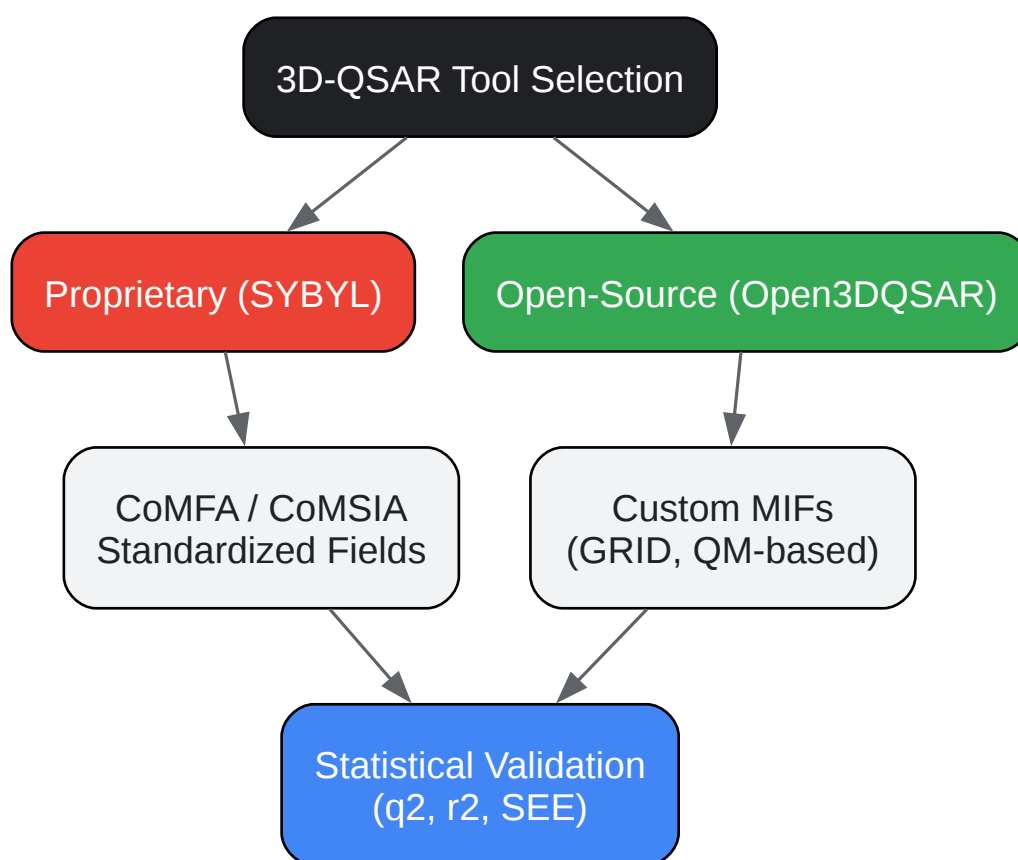 3D-QSAR Tool Selection
Proprietary (SYBYL)
Open-Source (Open3DQSAR)
CoMFA / CoMSIA
Standardized Fields
Custom MIFs
(GRID, QM-based)
Statistical Validation
(q2, r2, SEE)